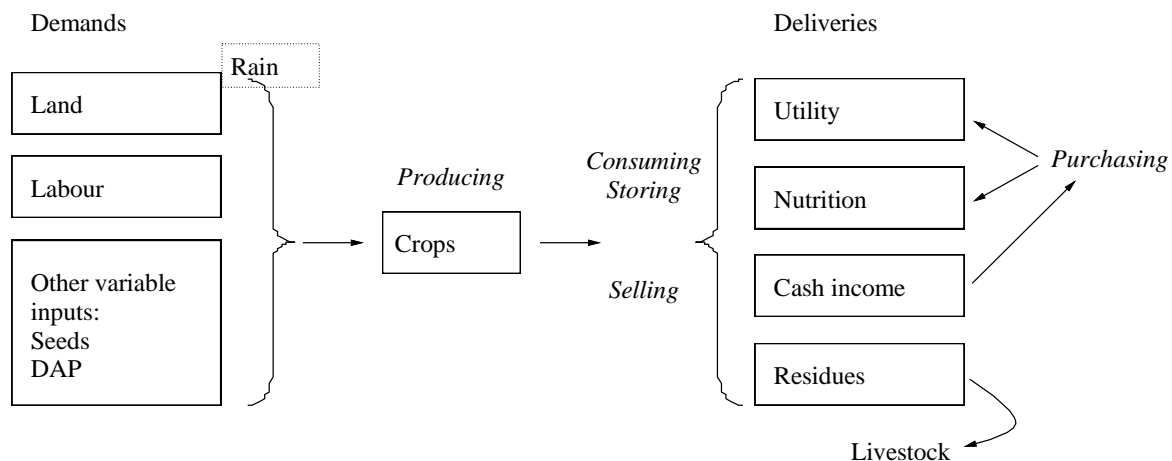 Demands
Deliveries
Rain
Land
Labour
Other variable
inputs:
Seeds
DAP
Producing
Crops
Consuming
Storing
Selling
Utility
Nutrition
Cash income
Residues
Purchasing
Livestock